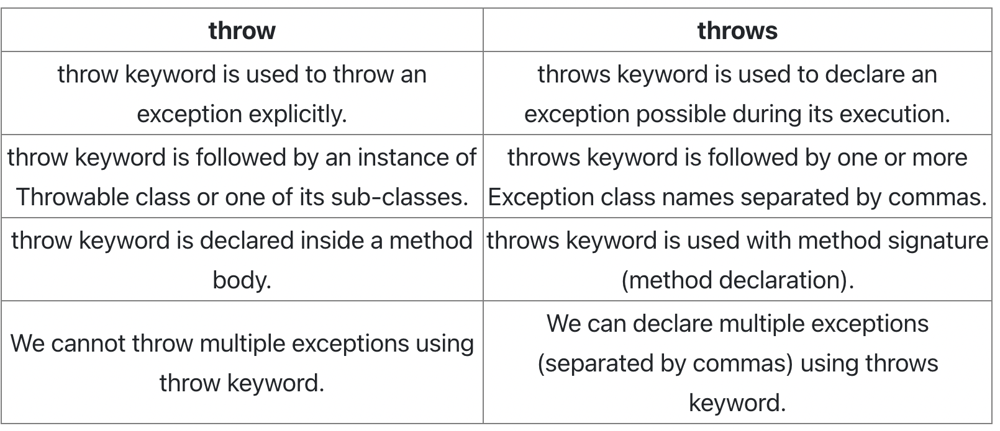 throw
throws
throw keyword is used to throw an
exception explicitly.
throws keyword is used to declare an
exception possible during its execution.
throw keyword is followed by an instance of
Throwable class or one of its sub-classes.
throws keyword is followed by one or more
Exception class names separated by commas.
throw keyword is declared inside a method
body.
throws keyword is used with method signature
(method declaration).
We cannot throw multiple exceptions using
throw keyword.
We can declare multiple exceptions
(separated by commas) using throws
keyword.